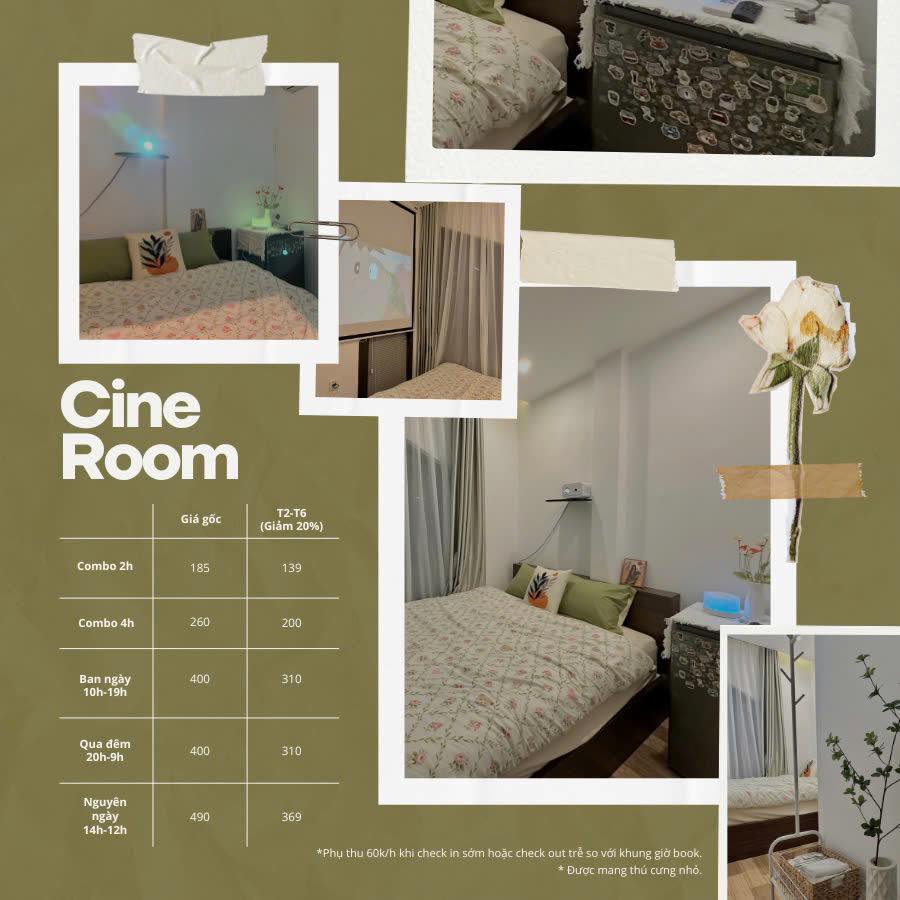 Cine
Room
Giá gốc
T2-T6
(Giảm 20%)
Combo 2h
185
139
Combo 4h
260
200
Ban ngày
10h-19h
400
310
Qua đêm
20h-9h
400
310
Nguyên
ngày
14h-12h
490
369
*Phụ thu 60k/h khi check in sớm hoặc check out trễ so với khung giờ book.
* Được mang thú cưng nhỏ.